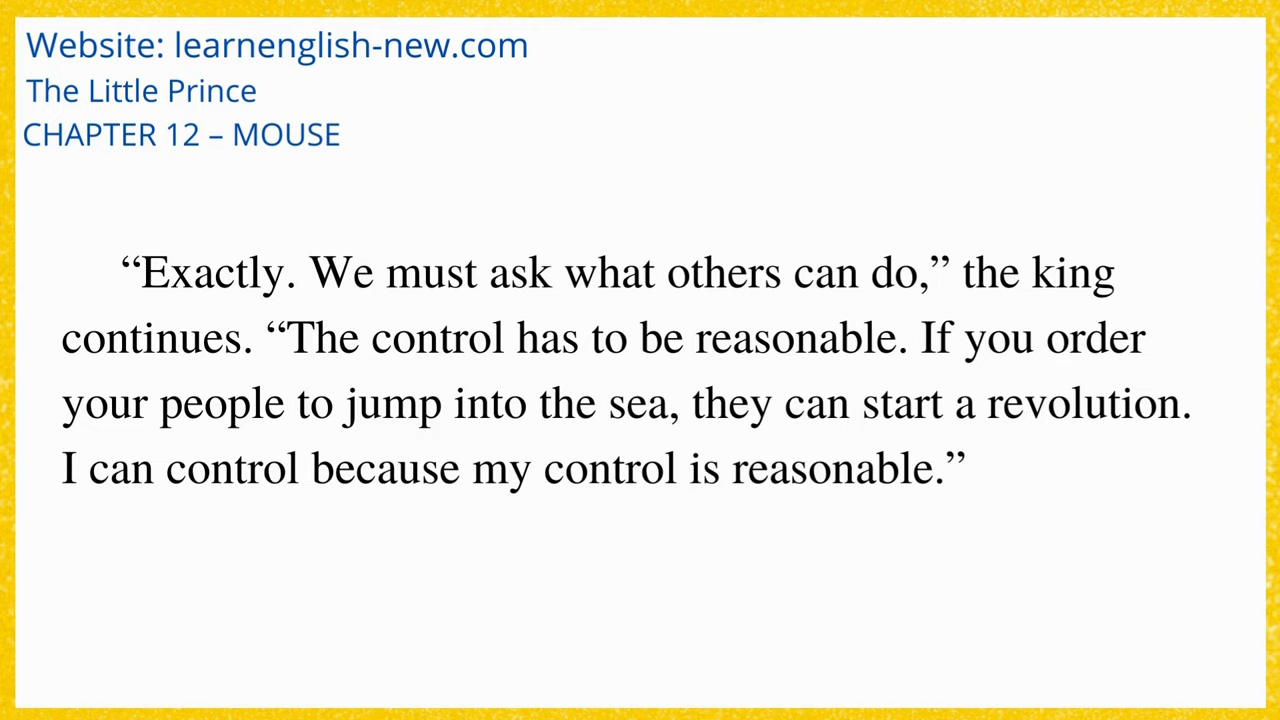 Website: learnenglish-new.com
The Little Prince
CHAPTER 12 – MOUSE
“Exactly. We must ask what others can do,” the king
continues. “The control has to be reasonable. If you order
your people to jump into the sea, they can start a revolution.
I can control because my control is reasonable.”